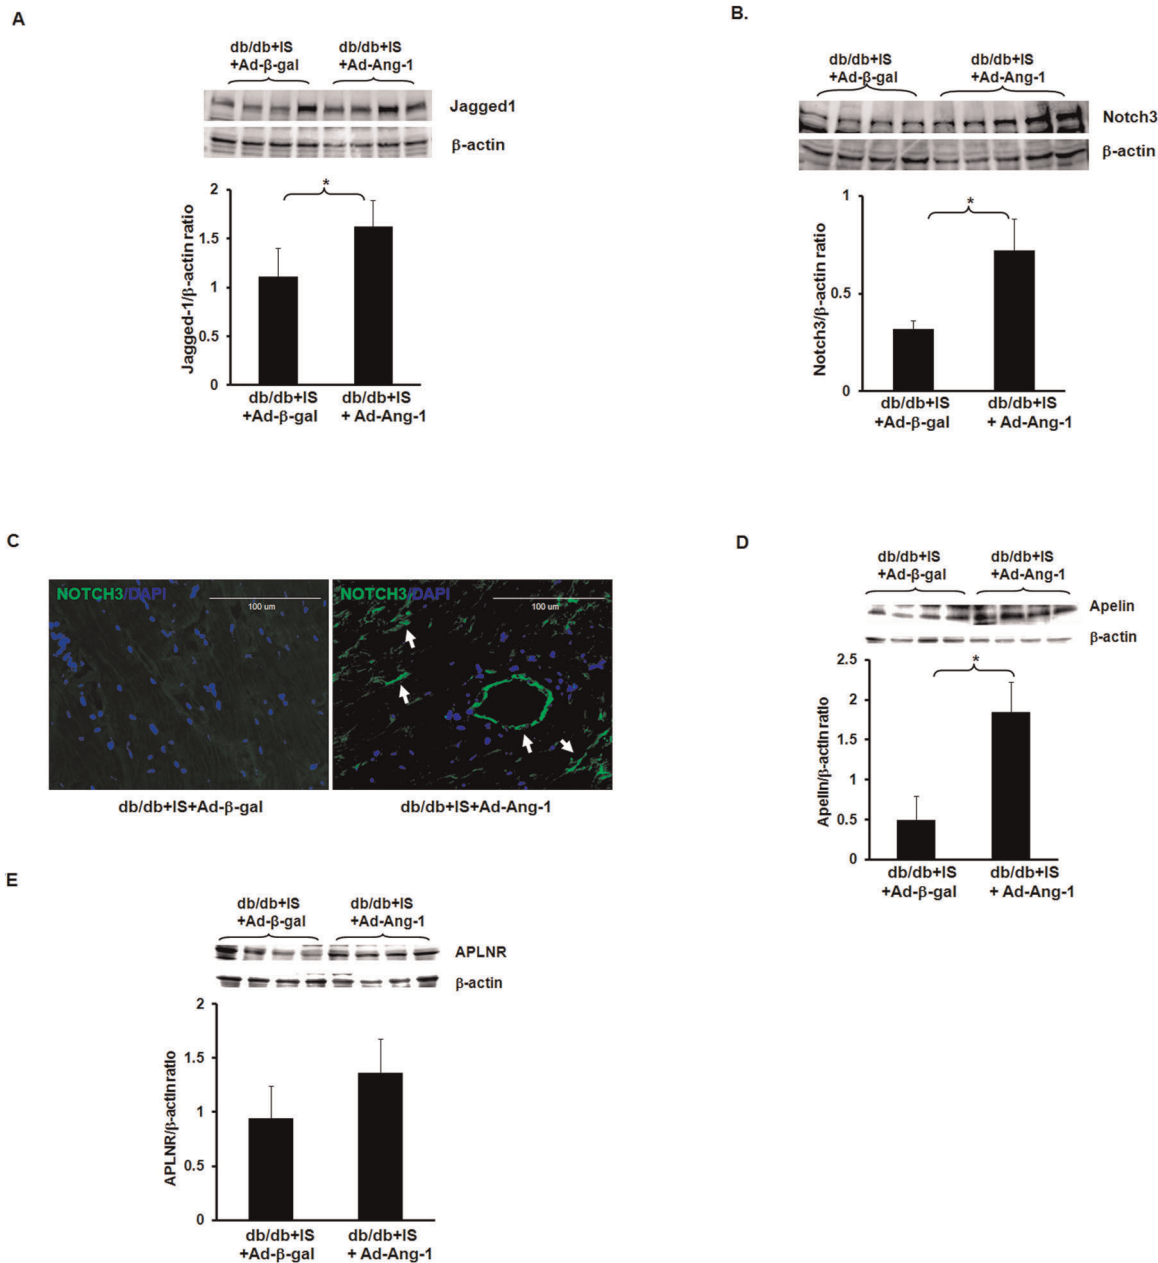 A
db/db+IS
+Ad-β-gal
db/db+IS
+Ad-Ang-1
Jagged1
β-actin
Jagged-1/β-actin ratio
2
1.5
1
0.5
0
*
db/db+IS
+Ad-β-gal
db/db+IS
+ Ad-Ang-1
B.
db/db+IS
+Ad-β-gal
db/db+IS
+Ad-Ang-1
Notch3
β-actin
Notch3/β-actin ratio
1
0.5
0
*
db/db+IS
+Ad-β-gal
db/db+IS
+ Ad-Ang-1
C
NOTCH3/DAPI
100 um
NOTCH3/DAPI
100 um
db/db+IS+Ad-β-gal
db/db+IS+Ad-Ang-1
D
db/db+IS
+Ad-β-gal
db/db+IS
+Ad-Ang-1
Apelin
β-actin
Apelin/β-actin ratio
2.5
2
1.5
1
0.5
0
*
db/db+IS
+Ad-β-gal
db/db+IS
+ Ad-Ang-1
E
db/db+IS
+Ad-β-gal
db/db+IS
+Ad-Ang-1
APLNR
β-actin
APLNR/β-actin ratio
2
1.5
1
0.5
0
db/db+IS
+Ad-β-gal
db/db+IS
+ Ad-Ang-1